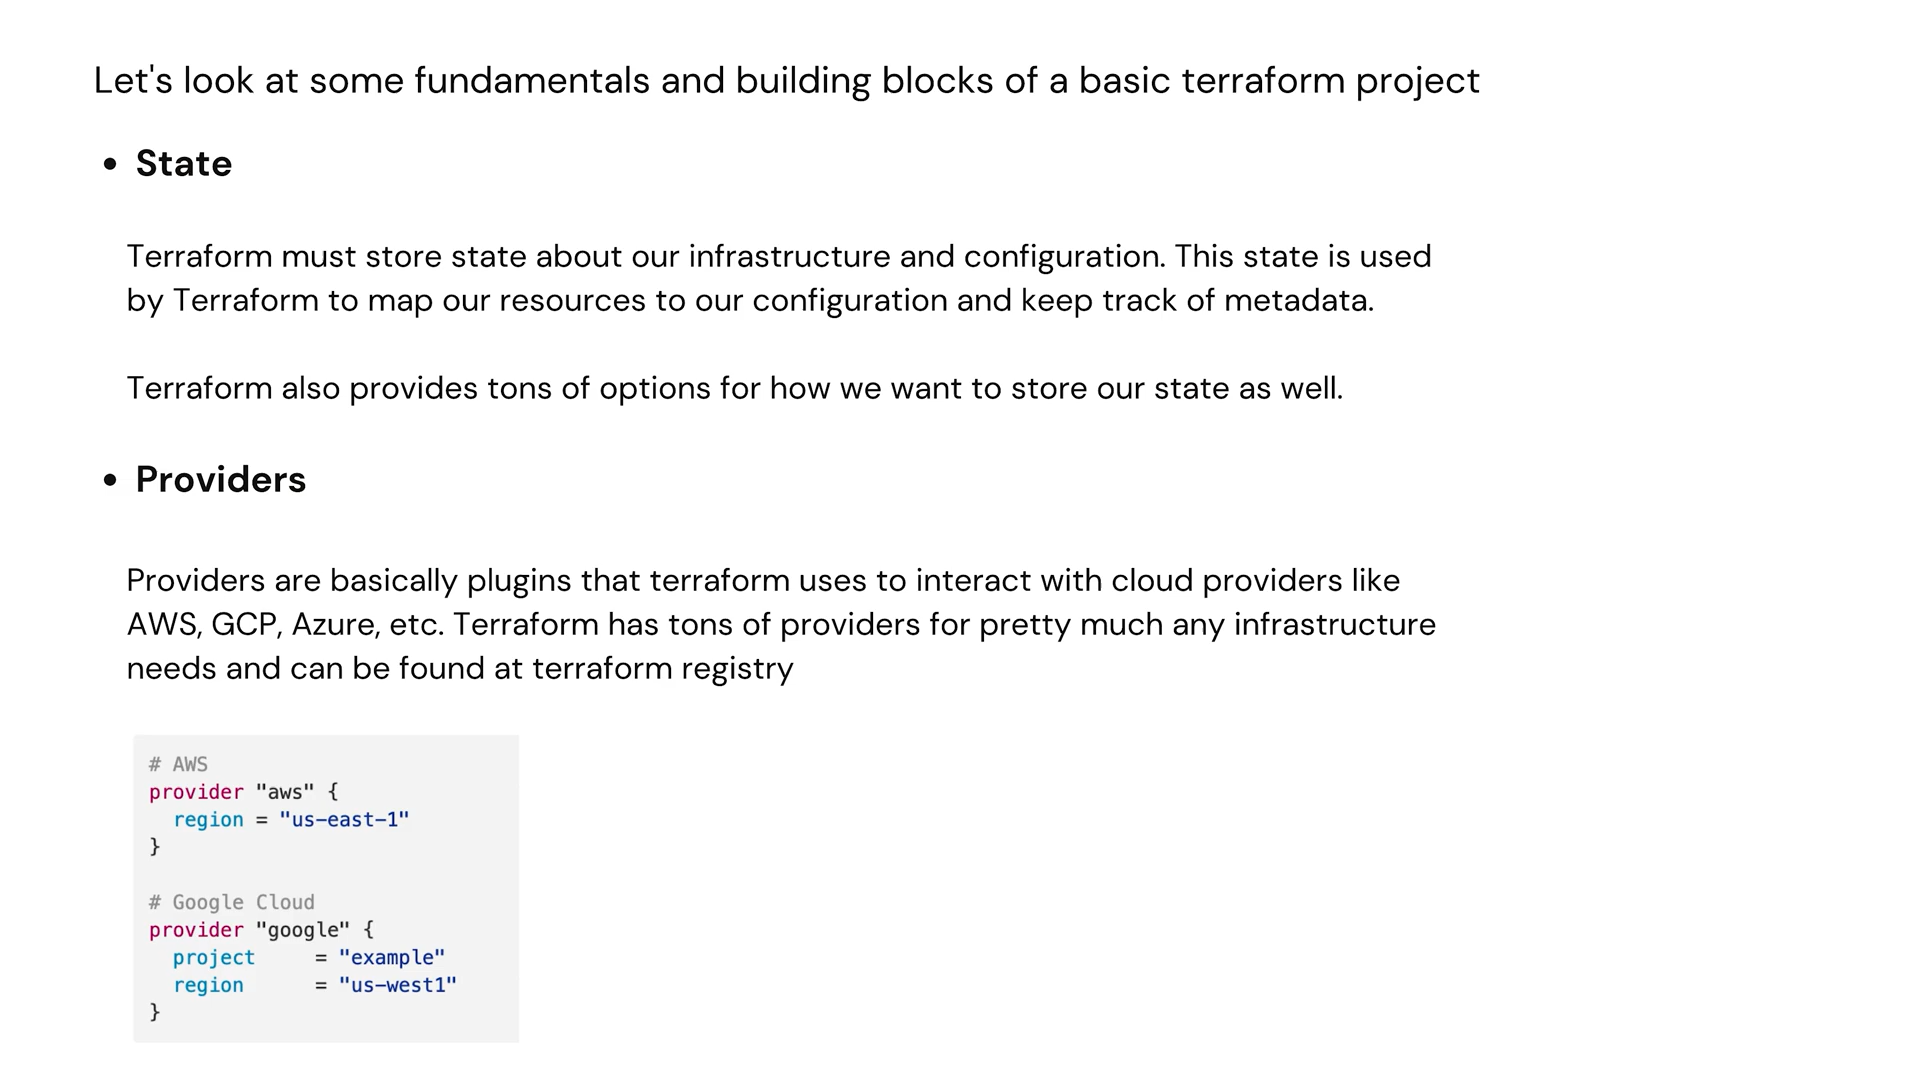 Let's look at some fundamentals and building blocks of a basic terraform project
• State
Terraform must store state about our infrastructure and configuration. This state is used
by Terraform to map our resources to our configuration and keep track of metadata.
Terraform also provides tons of options for how we want to store our state as well.
• Providers
Providers are basically plugins that terraform uses to interact with cloud providers like
AWS, GCP, Azure, etc. Terraform has tons of providers for pretty much any infrastructure
needs and can be found at terraform registry
# AWS
provider "aws" {
  region = "us-east-1"
}
# Google Cloud
provider "google" {
  project     = "example"
  region      = "us-west1"
}